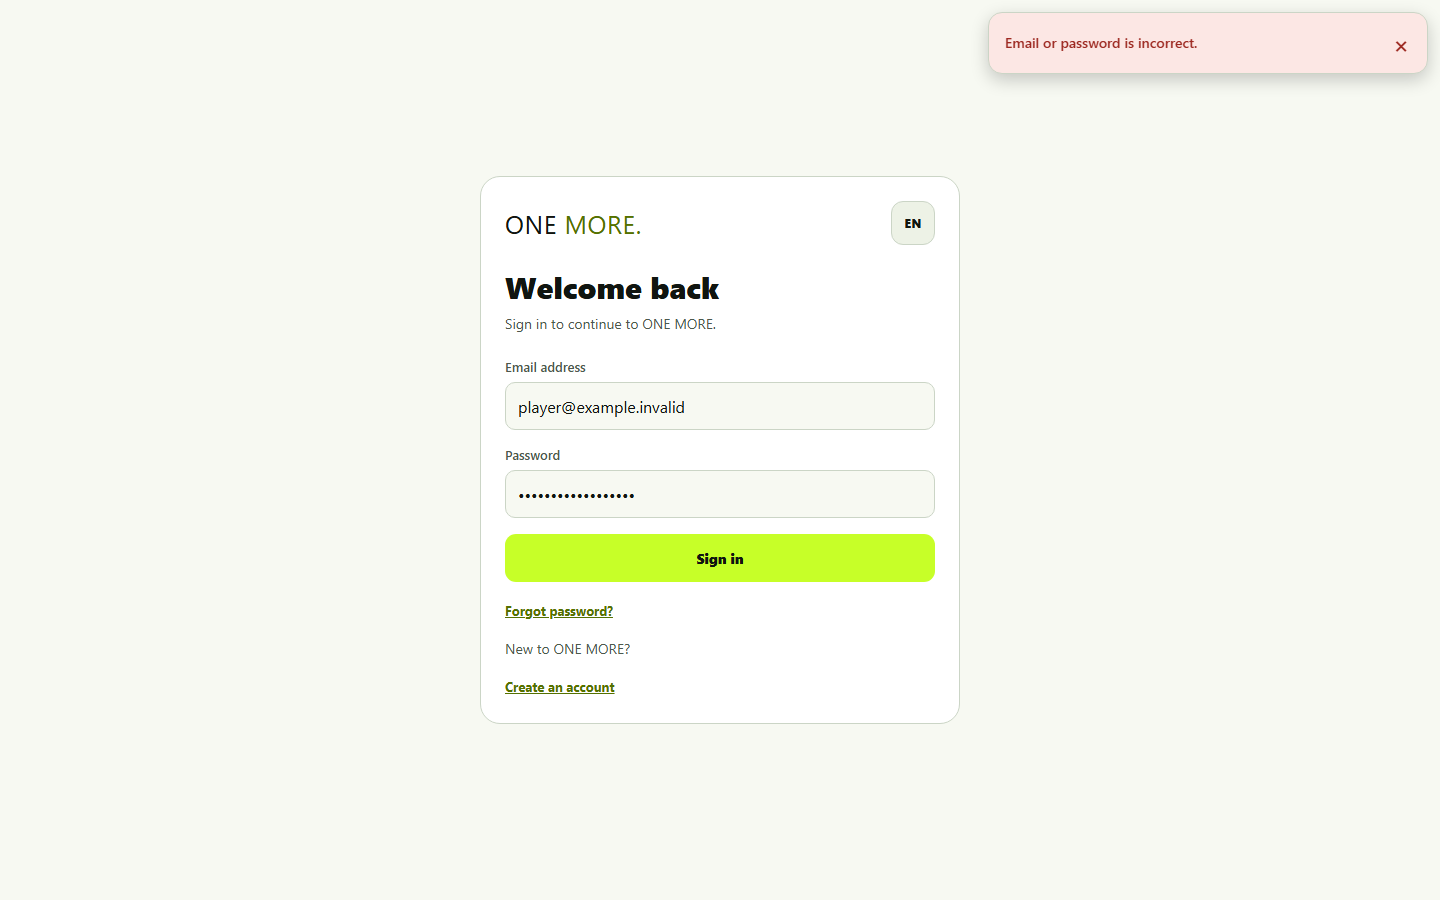 Email or password is incorrect.
ONE MORE.
EN
Welcome back
Sign in to continue to ONE MORE.
Email address
player@example.invalid
Password
••••••••••••••••••
Sign in
Forgot password?
New to ONE MORE?
Create an account